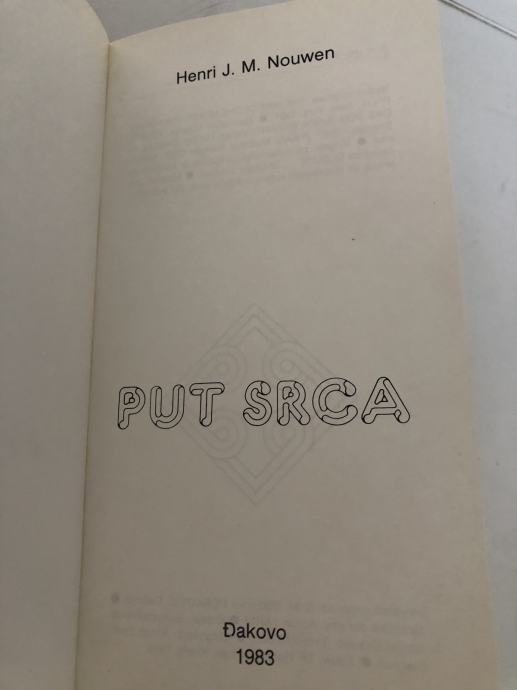 Henri J. M. Nouwen
PUT SRCA
Đakovo
1983